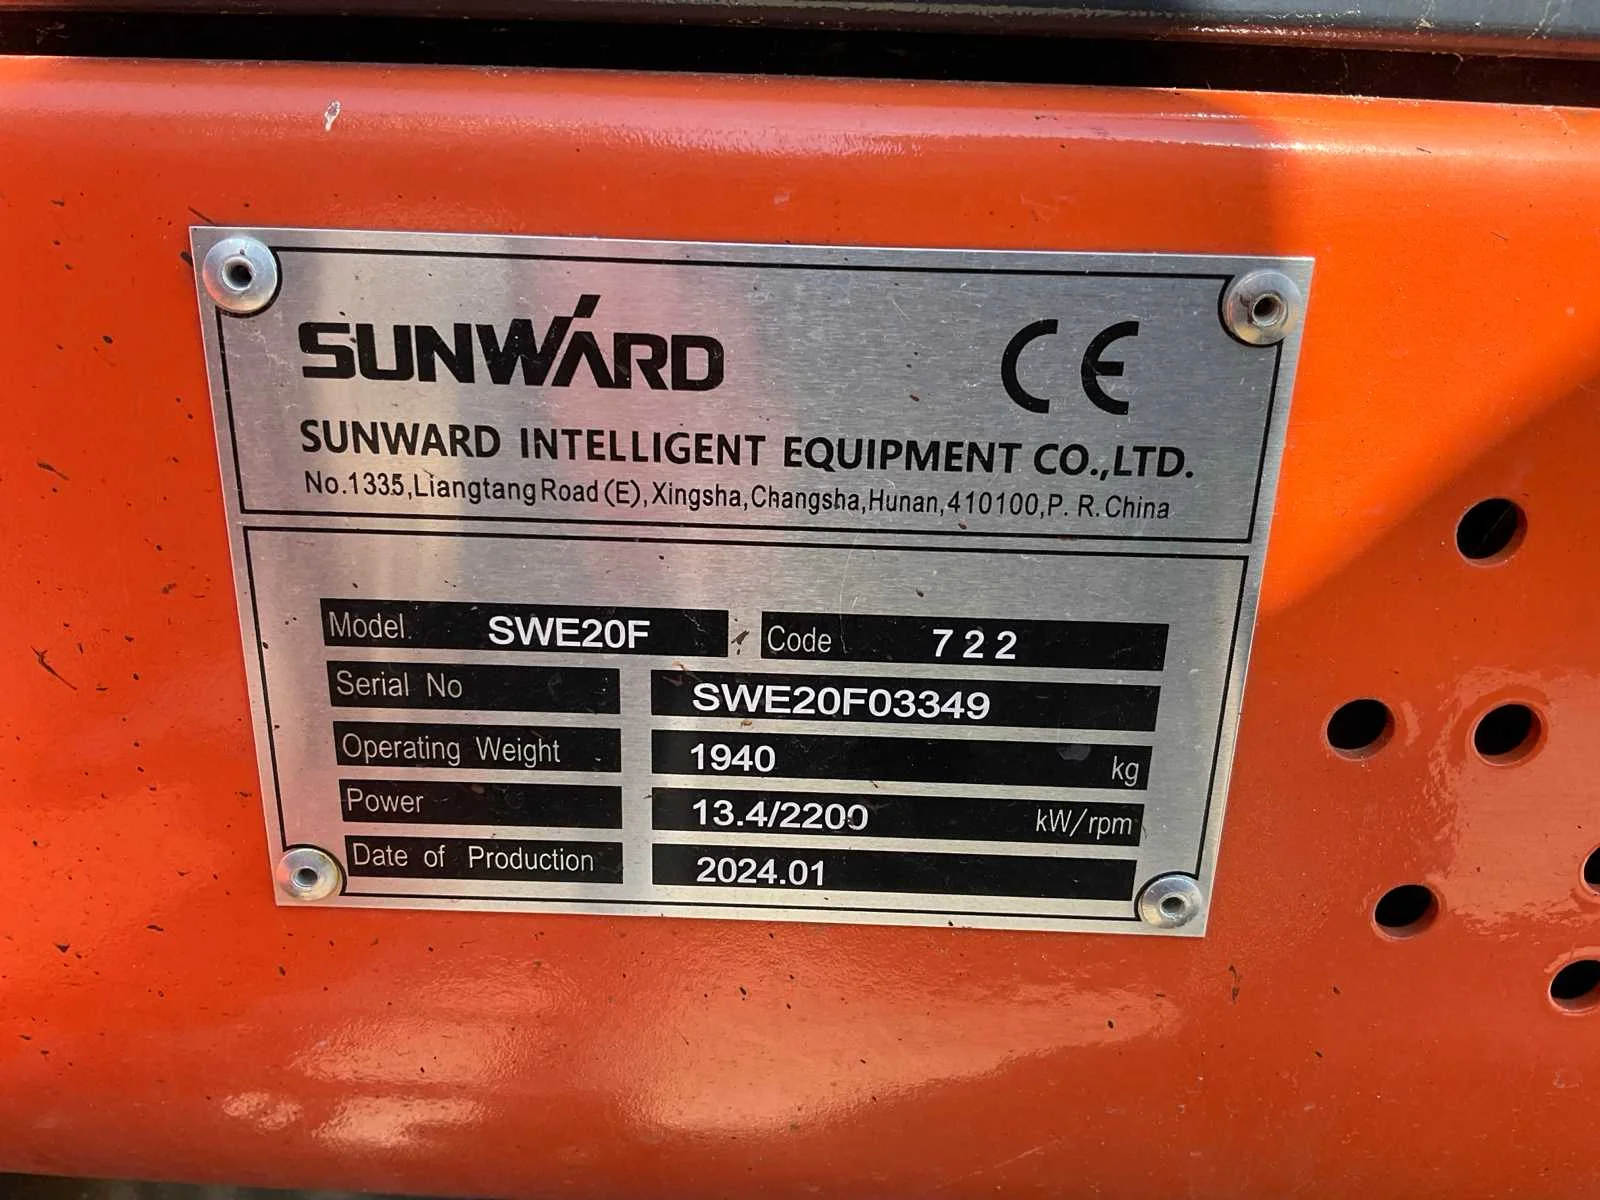 SUNWARD CE
SUNWARD INTELLIGENT EQUIPMENT CO.,LTD.
No.1335,Liangtang Road (E),Xingsha,Changsha,Hunan,410100,P. R. China
Model SWE20F Code 722
Serial No SWE20F03349
Operating Weight 1940 kg
Power 13.4/2200 kW/rpm
Date of Production 2024.01